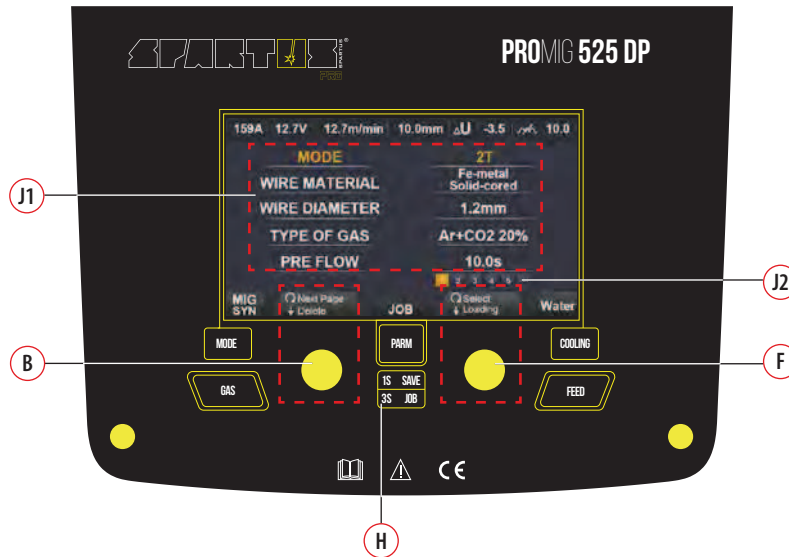 SPARTUS®
SPARTUS
PRO
PROMIG 525 DP
159A 12.7V 12.7m/min 10.0mm ΔU -3.5 10.0
MODE 2T
WIRE MATERIAL Fe-metal
Solid-cored
WIRE DIAMETER 1.2mm
TYPE OF GAS Ar+CO2 20%
PRE FLOW 10.0s
1 2 3 4 5
MIG
SYN
Next Page
Delete
JOB
Select
Loading
Water
MODE PARM COOLING
GAS
1S SAVE
3S JOB
FEED
CE
J1
J2
B
F
H